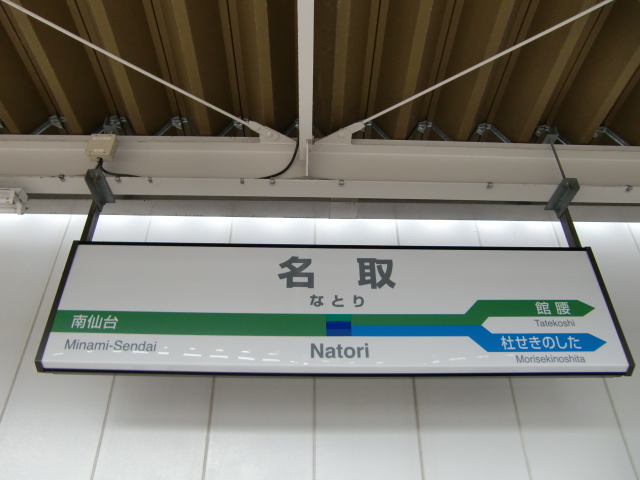 名取
なとり
南仙台
Minami-Sendai
Natori
館腰
Tatekoshi
杜せきのした
Morisekinoshita